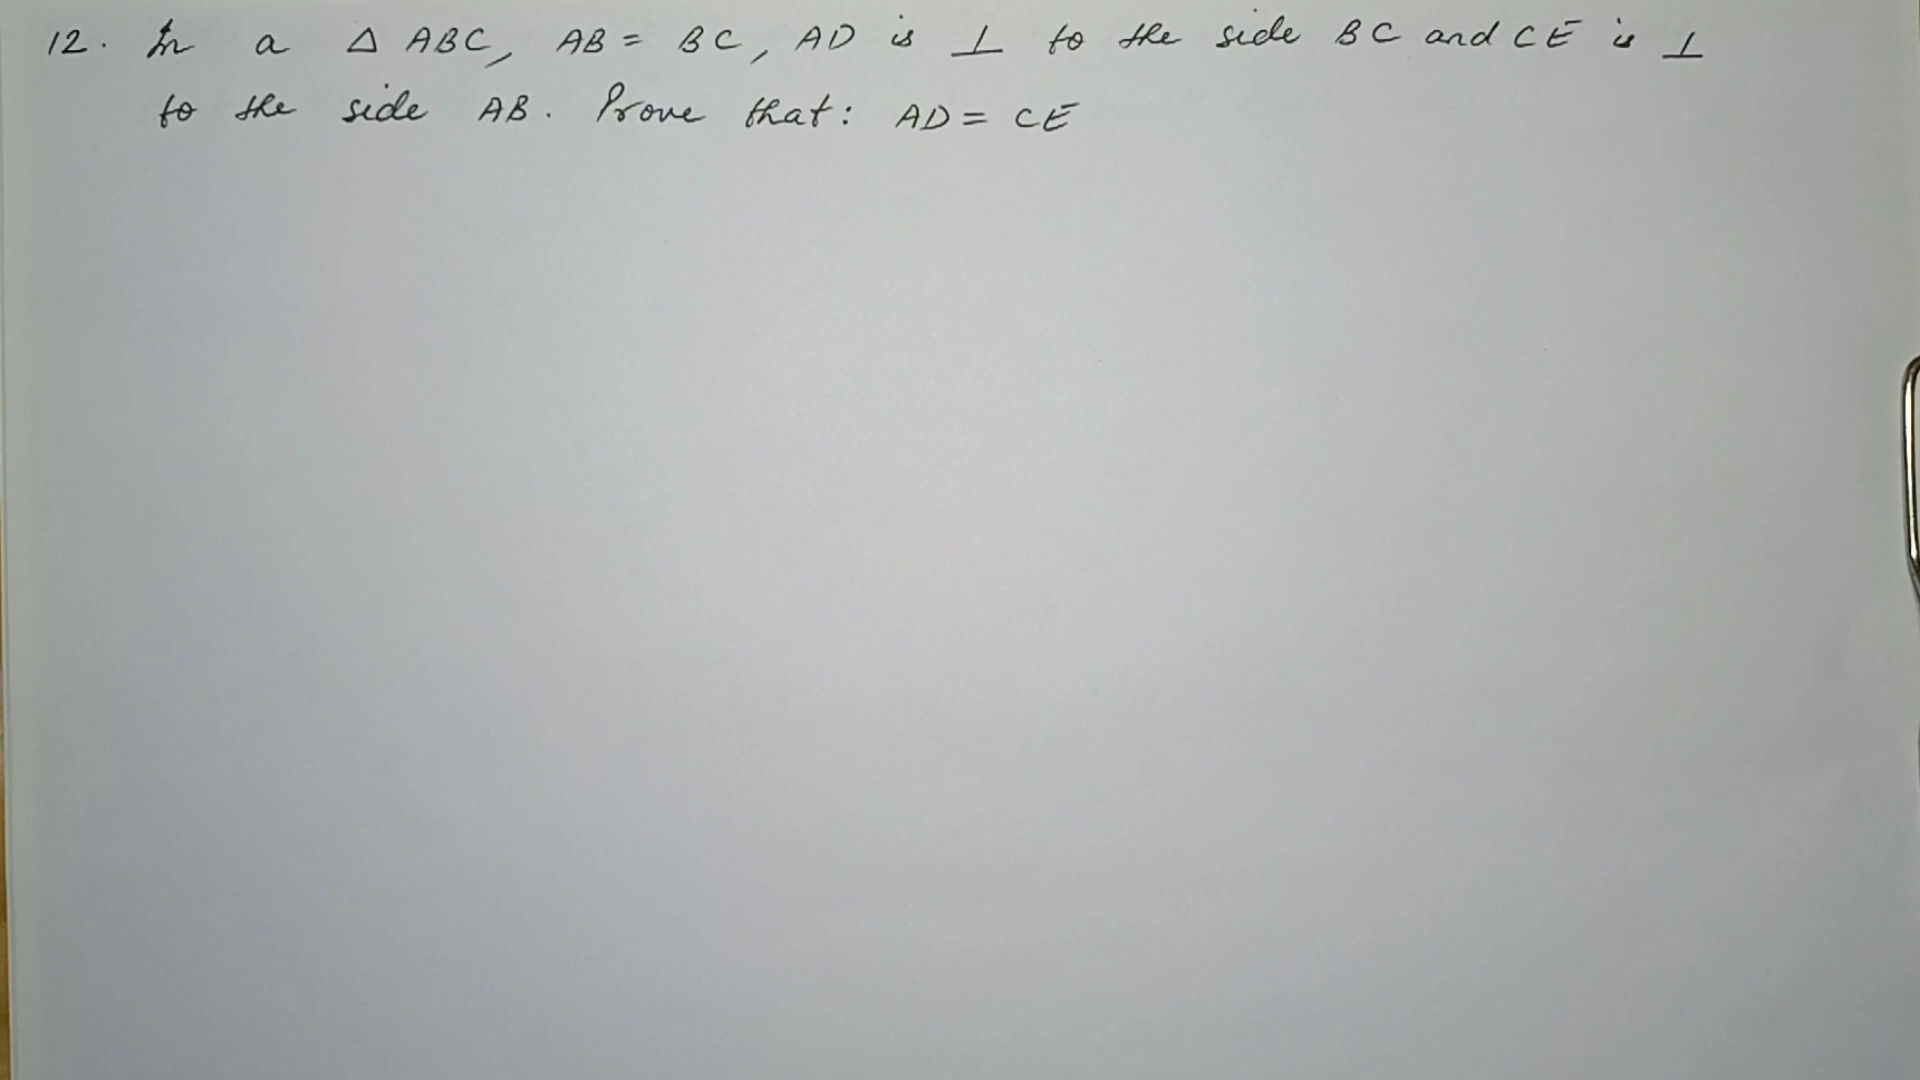 12. In a △ ABC, AB = BC, AD is ⊥ to the side BC and CE is ⊥
to the side AB. Prove that: AD = CE